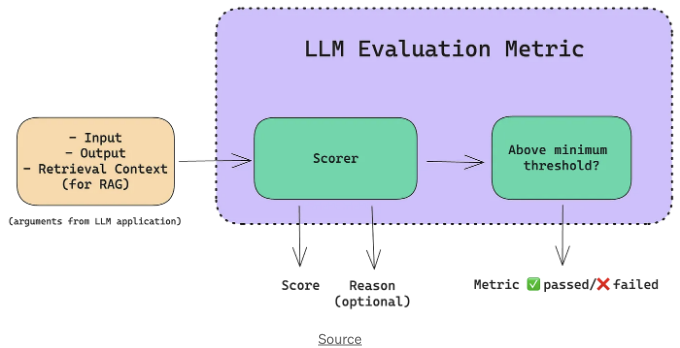 LLM Evaluation Metric
- Input
- Output
- Retrieval Context
(for RAG)
(arguments from LLM application)
Scorer
Above minimum
threshold?
Score
Reason
(optional)
Metric ✅ passed/❌ failed
Source